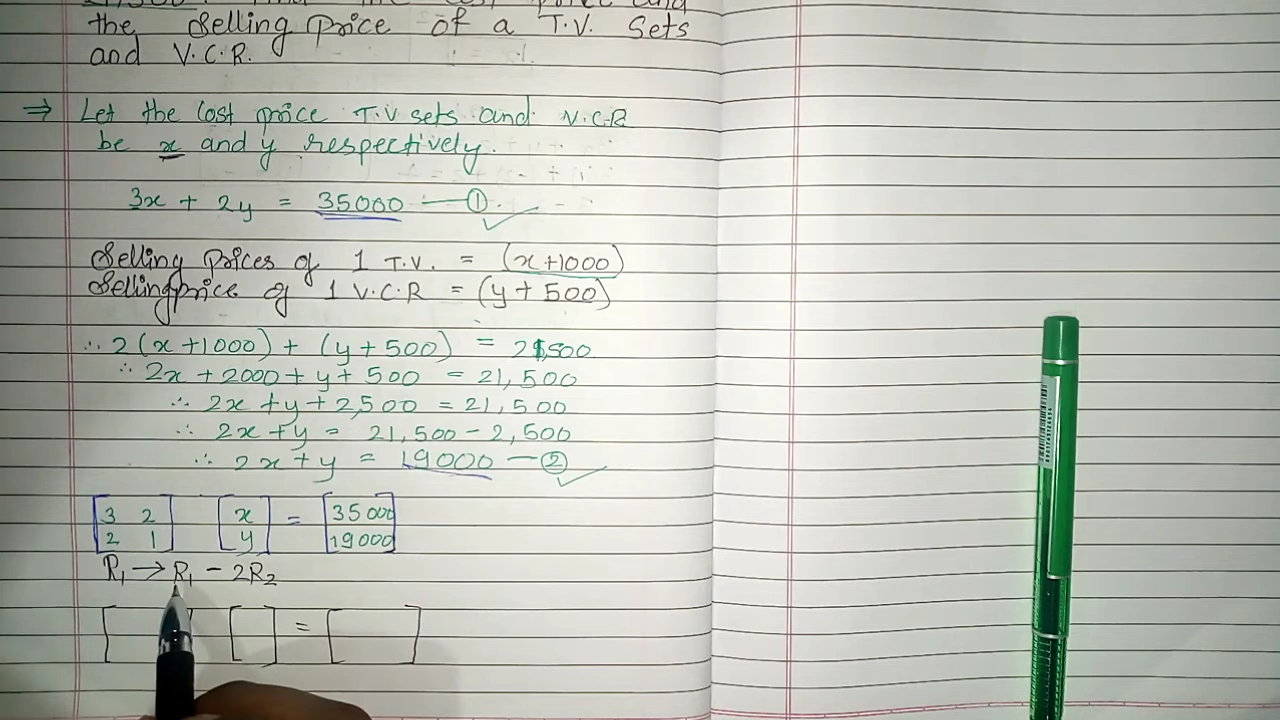 the Selling Price of a T.V. Sets
and V.C.R.
⇒ Let the Cost price T.V sets and V.C.R
be x and y respectively.
3x + 2y = 35000 — ①
Selling Prices of 1 T.V. = (x+1000)
Selling price of 1 V.C.R = (y + 500)
∴ 2(x+1000) + (y+500) = 21,500
∴ 2x + 2000 + y + 500 = 21,500
∴ 2x + y + 2,500 = 21,500
∴ 2x + y = 21,500 - 2,500
∴ 2x + y = 19000 — ②
[3 2] [x] = [35000]
[2 1] [y] [19000]
R₁ → R₁ - 2R₂
[ ] [ ] = [ ]